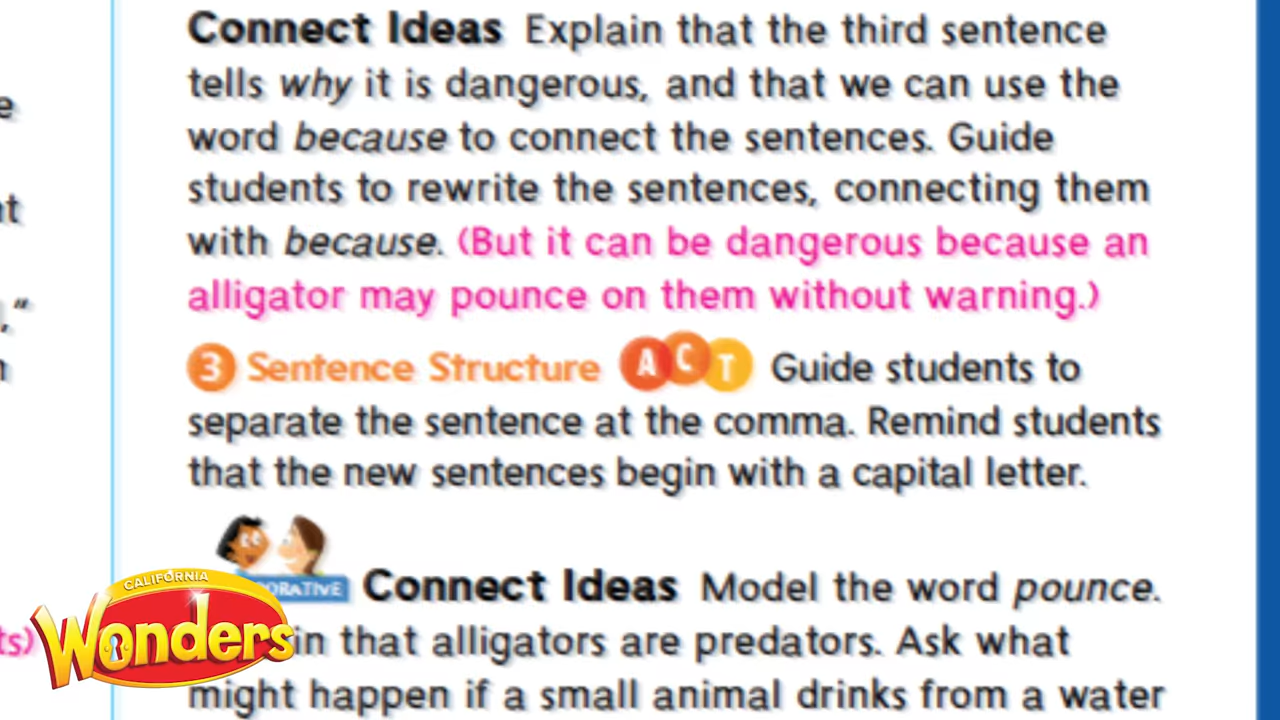 Connect Ideas Explain that the third sentence
tells why it is dangerous, and that we can use the
word because to connect the sentences. Guide
students to rewrite the sentences, connecting them
with because. (But it can be dangerous because an
alligator may pounce on them without warning.)
3 Sentence Structure ACT Guide students to
separate the sentence at the comma. Remind students
that the new sentences begin with a capital letter.
Connect Ideas Model the word pounce.
in that alligators are predators. Ask what
might happen if a small animal drinks from a water
CALIFORNIA
Wonders